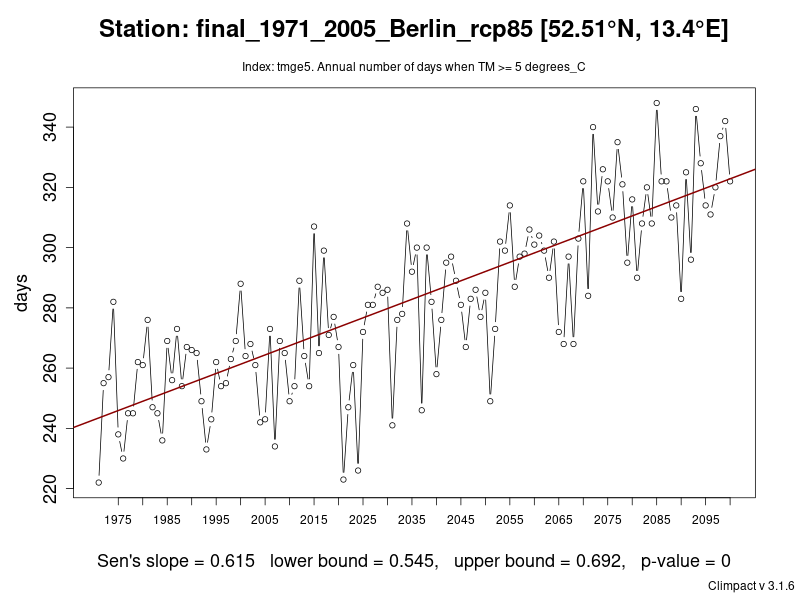 Station: final_1971_2005_Berlin_rcp85 [52.51°N, 13.4°E]
Index: tmge5. Annual number of days when TM >= 5 degrees_C
days
340
320
300
280
260
240
220
1975 1985 1995 2005 2015 2025 2035 2045 2055 2065 2075 2085 2095
Sen's slope = 0.615 lower bound = 0.545, upper bound = 0.692, p-value = 0
Climpact v 3.1.6